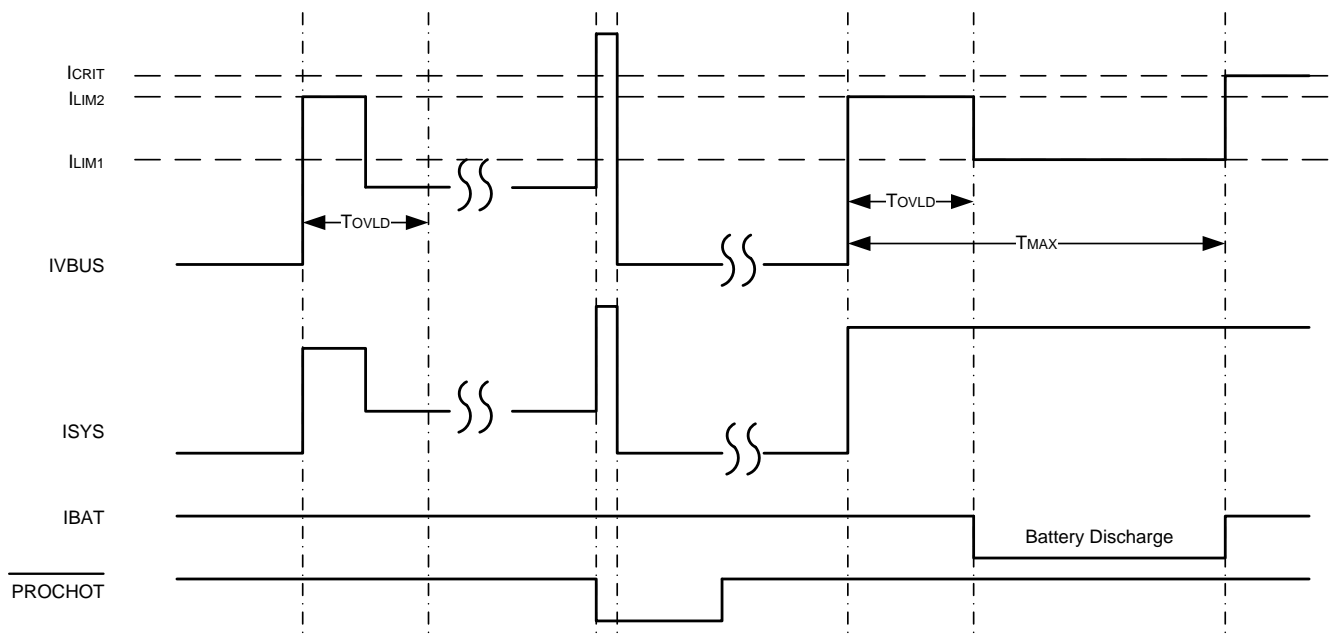 ICRIT
ILIM2
ILIM1
TOVLD
TOVLD
TMAX
IVBUS
ISYS
IBAT
Battery Discharge
PROCHOT